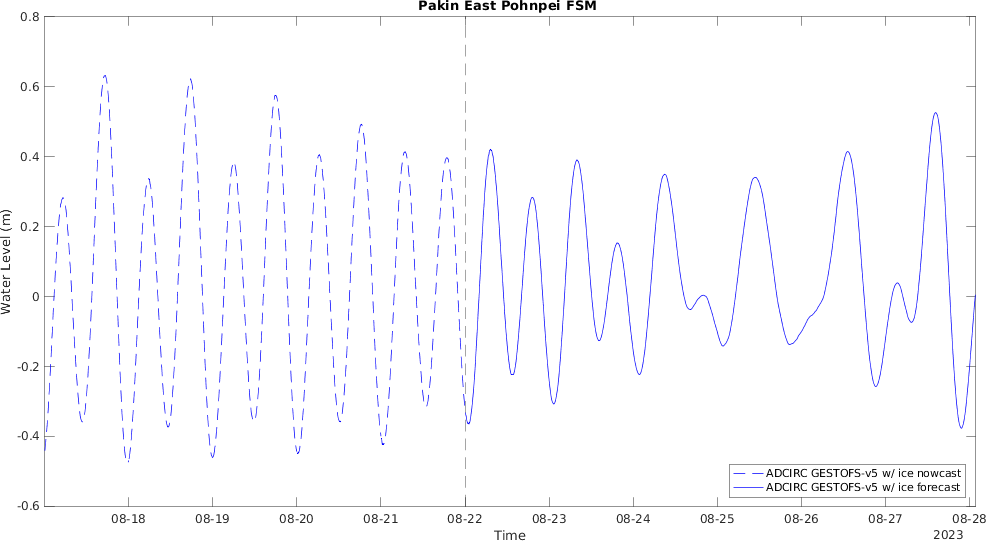 Pakin East Pohnpei FSM
Water Level (m)
0.8
0.6
0.4
0.2
0
-0.2
-0.4
-0.6
ADCIRC GESTOFS-v5 w/ ice nowcast
ADCIRC GESTOFS-v5 w/ ice forecast
08-18 08-19 08-20 08-21 08-22 08-23 08-24 08-25 08-26 08-27 08-28
Time
2023